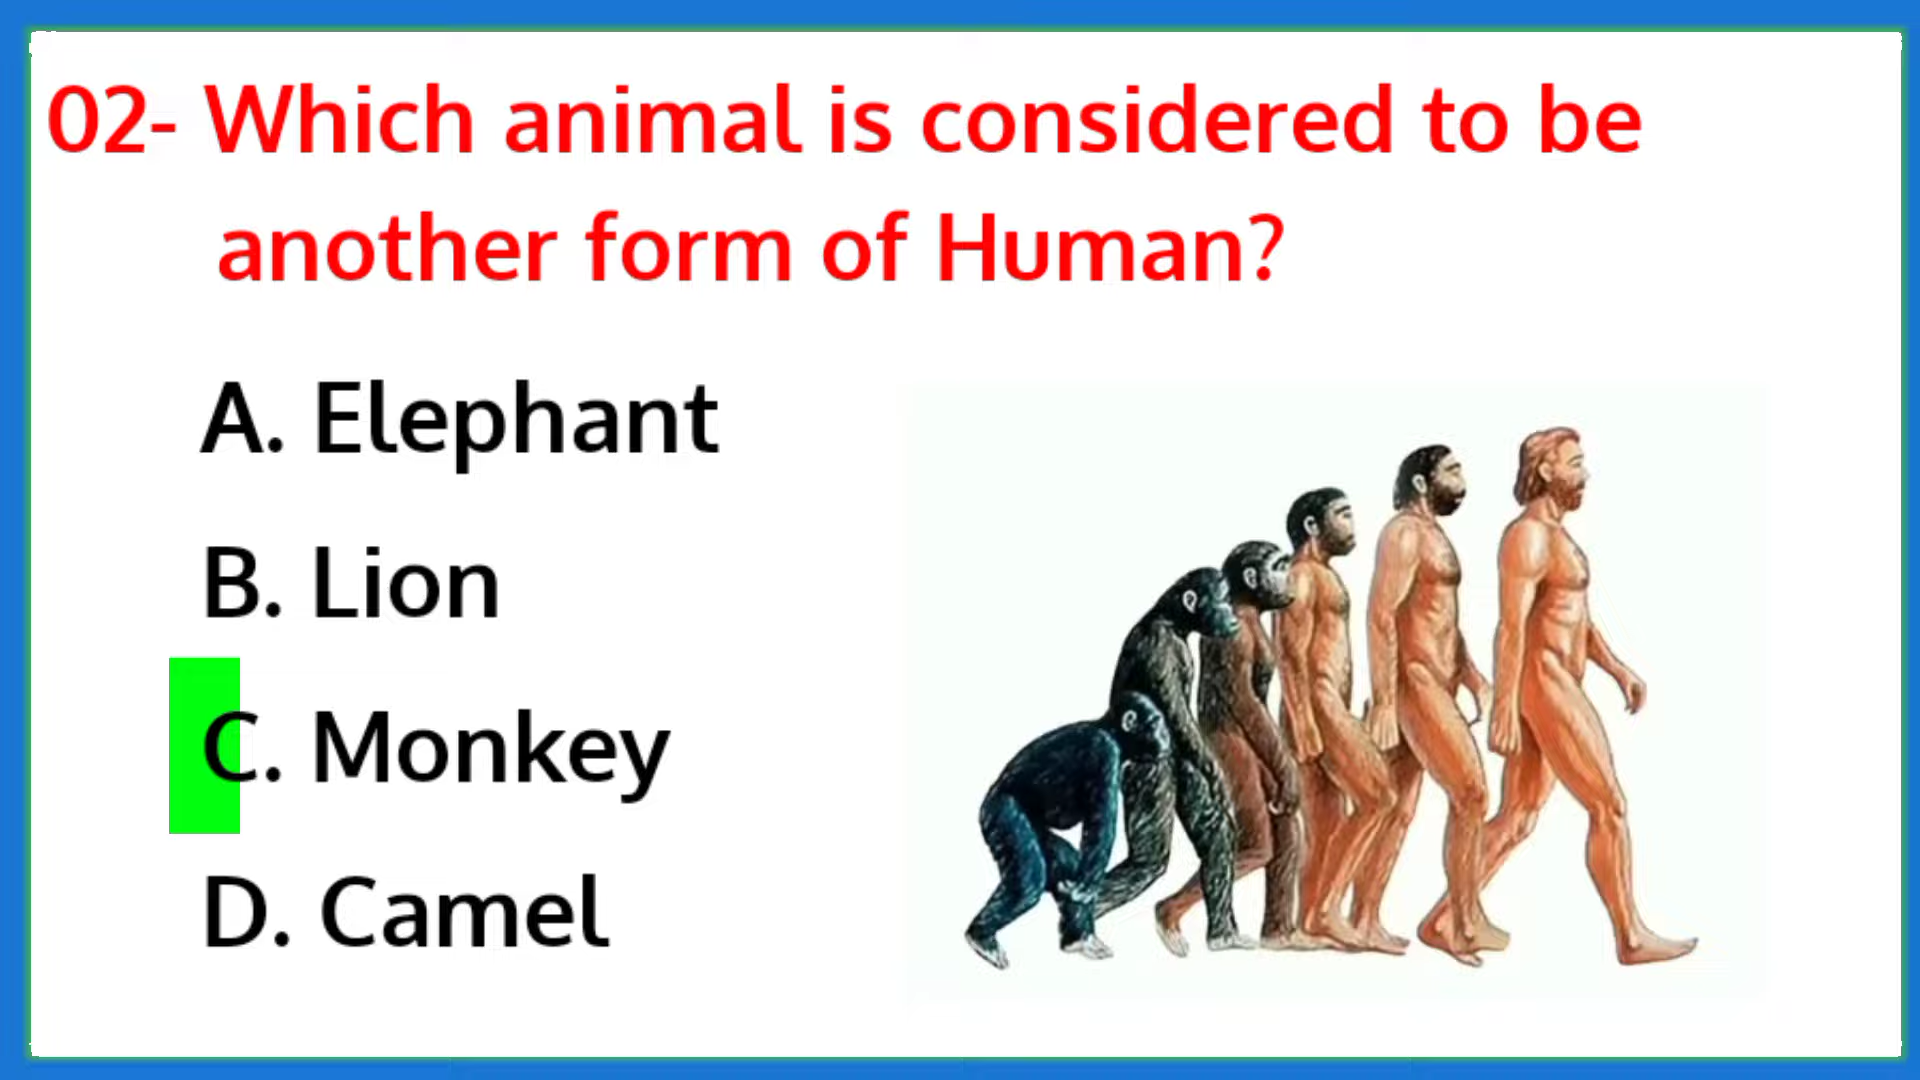 02- Which animal is considered to be
another form of Human?
A. Elephant
B. Lion
C. Monkey
D. Camel